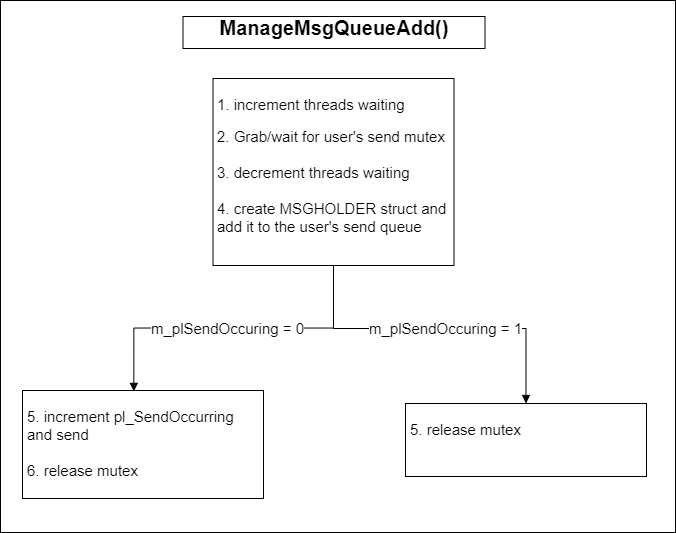 ManageMsgQueueAdd()
1. increment threads waiting
2. Grab/wait for user's send mutex
3. decrement threads waiting
4. create MSGHOLDER struct and
add it to the user's send queue
m_plSendOccuring = 0
m_plSendOccuring = 1
5. increment pl_SendOccurring
and send
6. release mutex
5. release mutex